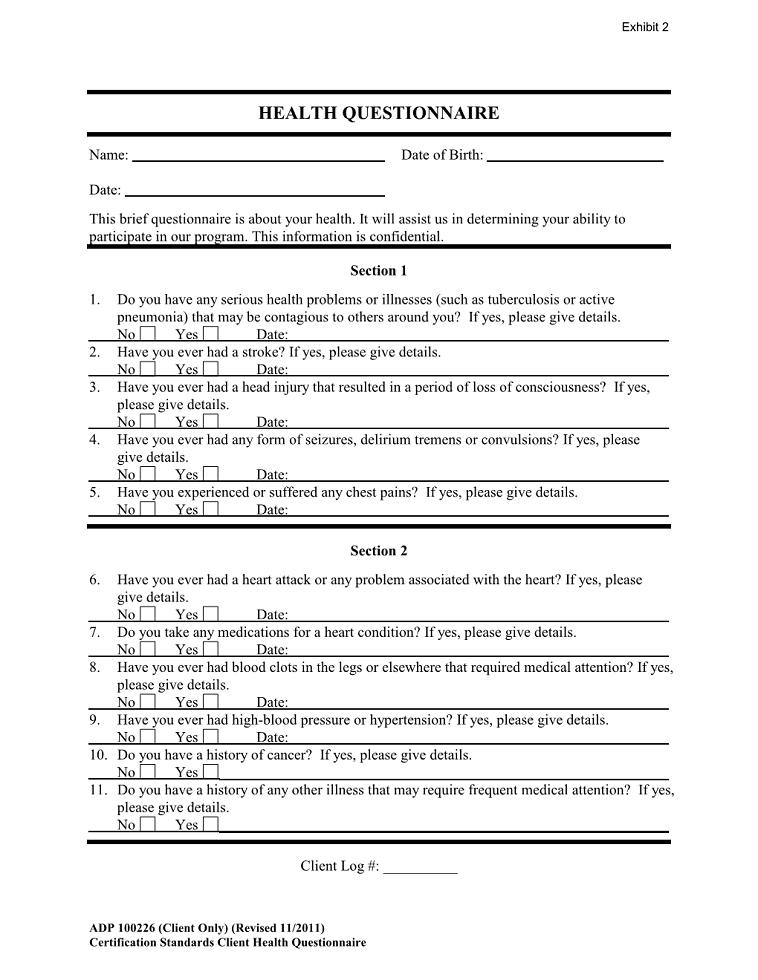 Exhibit 2
HEALTH QUESTIONNAIRE
Name: Date of Birth:
Date:
This brief questionnaire is about your health. It will assist us in determining your ability to
participate in our program. This information is confidential.
Section 1
1. Do you have any serious health problems or illnesses (such as tuberculosis or active
pneumonia) that may be contagious to others around you? If yes, please give details.
No Yes Date:
2. Have you ever had a stroke? If yes, please give details.
No Yes Date:
3. Have you ever had a head injury that resulted in a period of loss of consciousness? If yes,
please give details.
No Yes Date:
4. Have you ever had any form of seizures, delirium tremens or convulsions? If yes, please
give details.
No Yes Date:
5. Have you experienced or suffered any chest pains? If yes, please give details.
No Yes Date:
Section 2
6. Have you ever had a heart attack or any problem associated with the heart? If yes, please
give details.
No Yes Date:
7. Do you take any medications for a heart condition? If yes, please give details.
No Yes Date:
8. Have you ever had blood clots in the legs or elsewhere that required medical attention? If yes,
please give details.
No Yes Date:
9. Have you ever had high-blood pressure or hypertension? If yes, please give details.
No Yes Date:
10. Do you have a history of cancer? If yes, please give details.
No Yes
11. Do you have a history of any other illness that may require frequent medical attention? If yes,
please give details.
No Yes
Client Log #: __________
ADP 100226 (Client Only) (Revised 11/2011)
Certification Standards Client Health Questionnaire